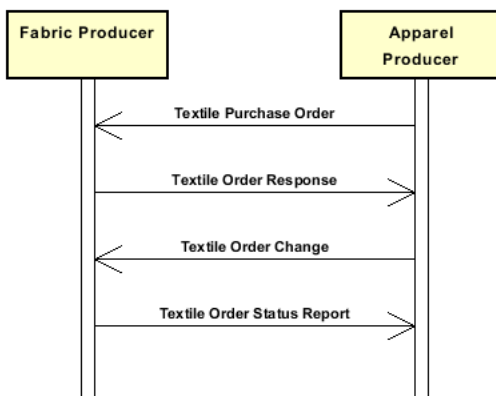 Fabric Producer
Apparel
Producer
Textile Purchase Order
Textile Order Response
Textile Order Change
Textile Order Status Report